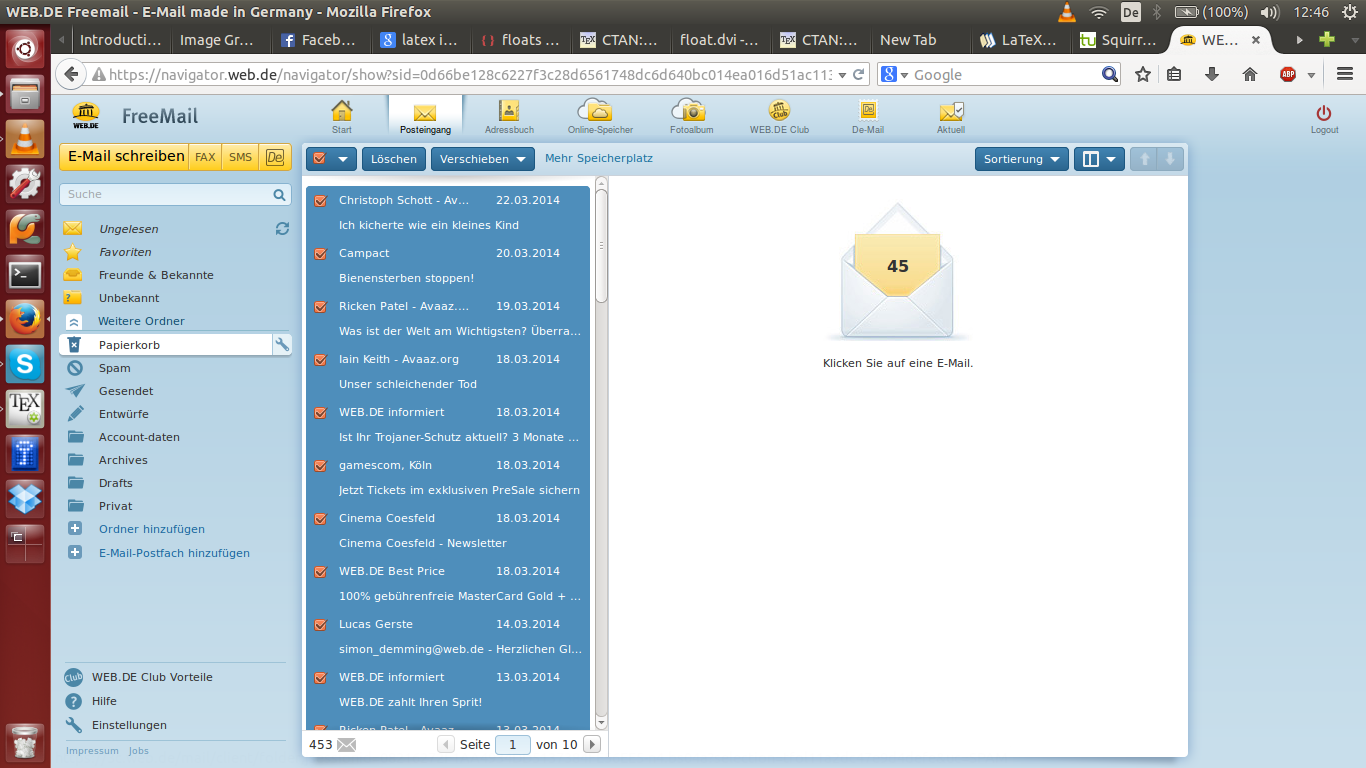 WEB.DE Freemail - E-Mail made in Germany - Mozilla Firefox
De (100%) 12:46
Introducti... Image Gr... Faceb... latex i... floats ... CTAN:... float.dvi -... CTAN:... New Tab LaTeX... Squirr... WE...
https://navigator.web.de/navigator/show?sid=0d66be128c6227f3c28d6561748dc6d640bc014ea016d51ac113 Google ABP
WEB.DE FreeMail
Start Posteingang Adressbuch Online-Speicher Fotoalbum WEB.DE Club De-Mail Aktuell Logout
E-Mail schreiben FAX SMS De
Löschen Verschieben Mehr Speicherplatz Sortierung
Suche
Ungelesen
Favoriten
Freunde & Bekannte
Unbekannt
Weitere Ordner
Papierkorb
Spam
Gesendet
Entwürfe
Account-daten
Archives
Drafts
Privat
Ordner hinzufügen
E-Mail-Postfach hinzufügen
Club WEB.DE Club Vorteile
Hilfe
Einstellungen
Impressum Jobs
Christoph Schott - Av... 22.03.2014
Ich kicherte wie ein kleines Kind
Campact 20.03.2014
Bienensterben stoppen!
Ricken Patel - Avaaz.... 19.03.2014
Was ist der Welt am Wichtigsten? Überra...
Iain Keith - Avaaz.org 18.03.2014
Unser schleichender Tod
WEB.DE informiert 18.03.2014
Ist Ihr Trojaner-Schutz aktuell? 3 Monate ...
gamescom, Köln 18.03.2014
Jetzt Tickets im exklusiven PreSale sichern
Cinema Coesfeld 18.03.2014
Cinema Coesfeld - Newsletter
WEB.DE Best Price 18.03.2014
100% gebührenfreie MasterCard Gold + ...
Lucas Gerste 14.03.2014
simon_demming@web.de - Herzlichen Gl...
WEB.DE informiert 13.03.2014
WEB.DE zahlt Ihren Sprit!
Ricken Patel - Avaaz.... 13.03.2014
453 Seite 1 von 10
45
Klicken Sie auf eine E-Mail.